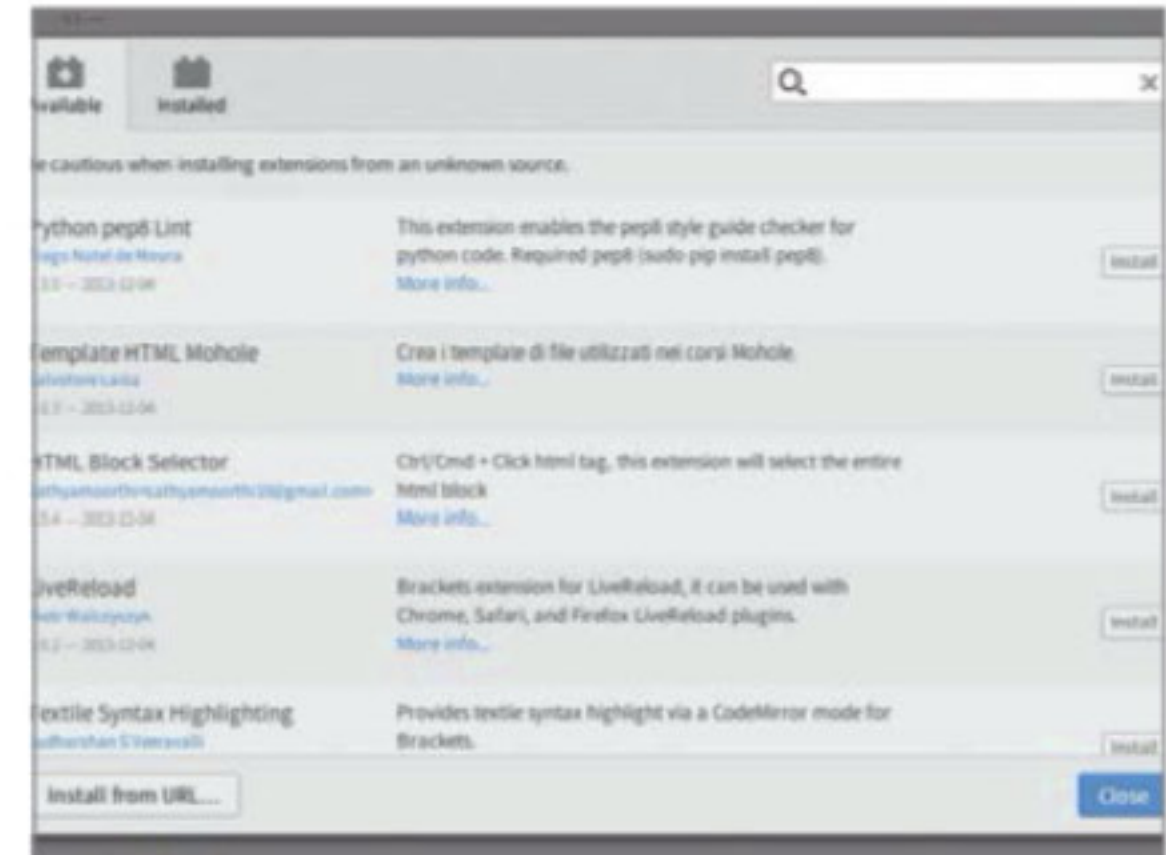 Available
Installed
Be cautious when installing extensions from an unknown source.
Python pep8 Lint
This extension enables the pep8 style guide checker for
python code. Required pep8 (sudo pip install pep8).
More info...
Install
Template HTML Mohole
Crea i template di file utilizzati nei corsi Mohole.
More info...
Install
HTML Block Selector
Ctrl/Cmd + Click html tag, this extension will select the entire
html block
More info...
Install
LiveReload
Brackets extension for LiveReload, it can be used with
Chrome, Safari, and Firefox LiveReload plugins.
More info...
Install
Textile Syntax Highlighting
Provides textile syntax highlight via a CodeMirror mode for
Brackets.
Install
Install from URL...
Close